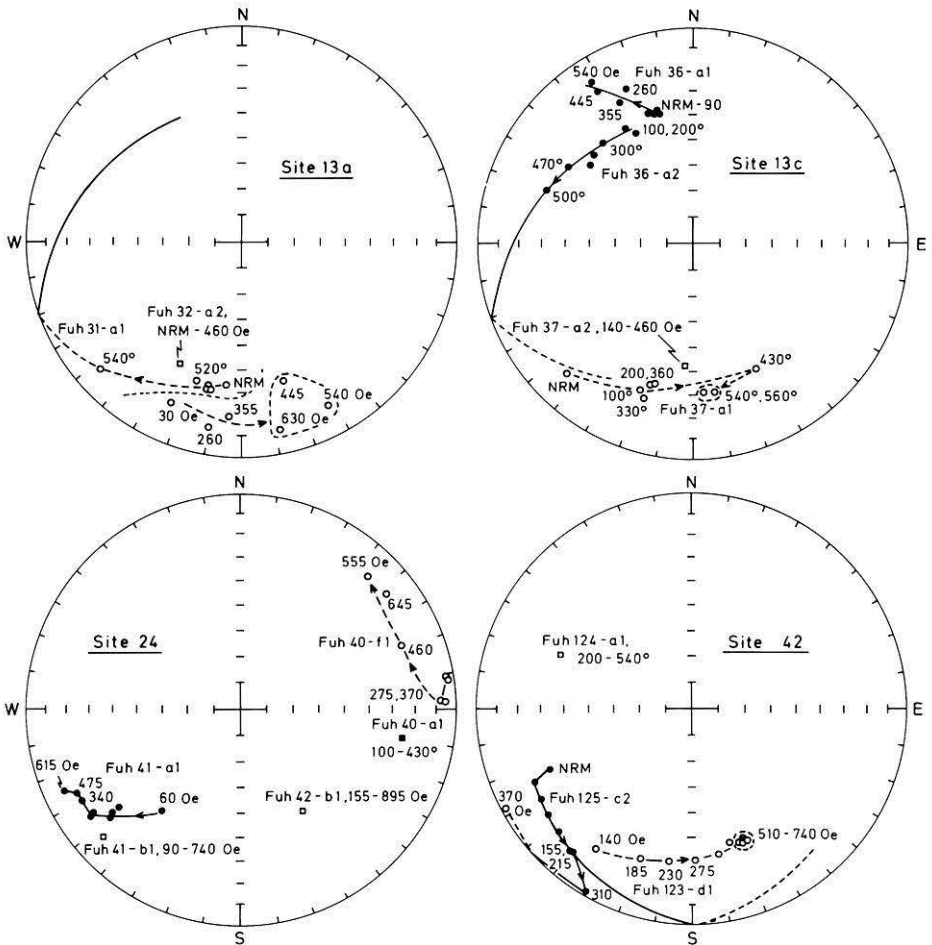 N
540 Oe
Fuh 36-a1
260
445
NRM-90
355
100,200°
300°
Site 13a
Site 13c
470°
Fuh 36-a2
500°
W
E
Fuh 32-a2,
NRM-460 Oe
Fuh 31-a1
540°
520°
NRM
445
540 Oe
30 Oe
355
630 Oe
260
Fuh 37-a2, 140-460 Oe
430°
200,360
NRM
100°
540°, 560°
330°
Fuh 37-a1
N
N
555 Oe
645
Site 24
Fuh 40-f1
460
275,370
W
Fuh 40-a1
100-430°
615 Oe
Fuh 41-a1
475
340
60 Oe
Fuh 42-b1, 155-895 Oe
Fuh 41-b1, 90-740 Oe
S
Fuh 124-a1,
200-540°
Site 42
E
NRM
370
Oe
Fuh 125-c2
140 Oe
510-740 Oe
155,
215
185
230
275
Fuh 123-d1
310
S